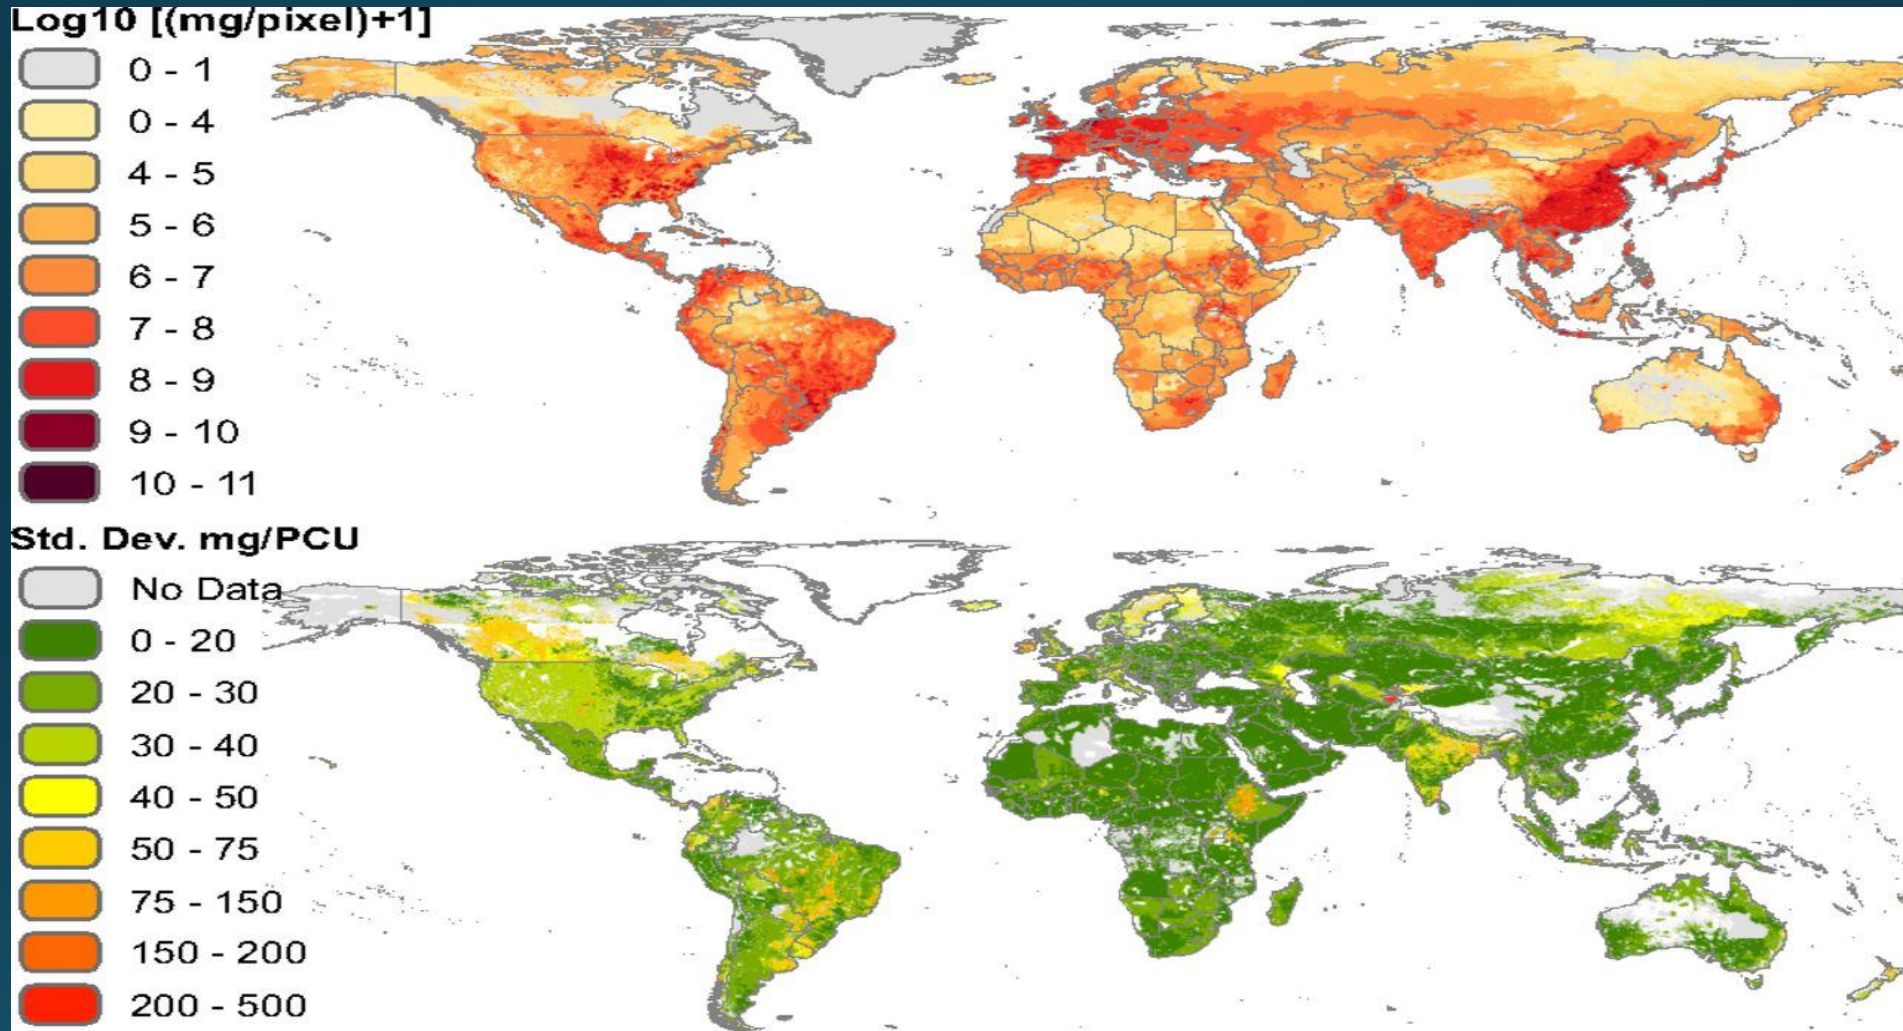 Log10 [(mg/pixel)+1]
0 - 1
0 - 4
4 - 5
5 - 6
6 - 7
7 - 8
8 - 9
9 - 10
10 - 11
Std. Dev. mg/PCU
No Data
0 - 20
20 - 30
30 - 40
40 - 50
50 - 75
75 - 150
150 - 200
200 - 500